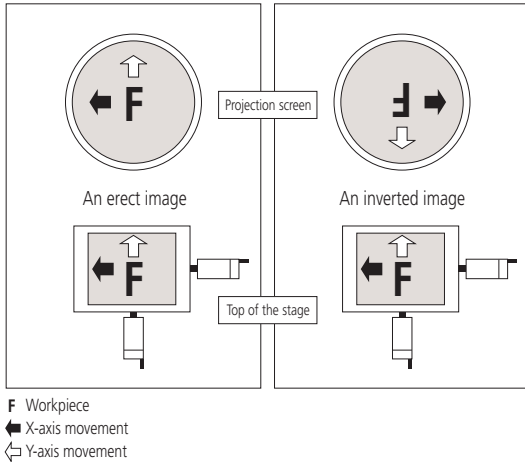 F
F
Projection screen
An erect image
An inverted image
F
F
Top of the stage
F Workpiece
X-axis movement
Y-axis movement